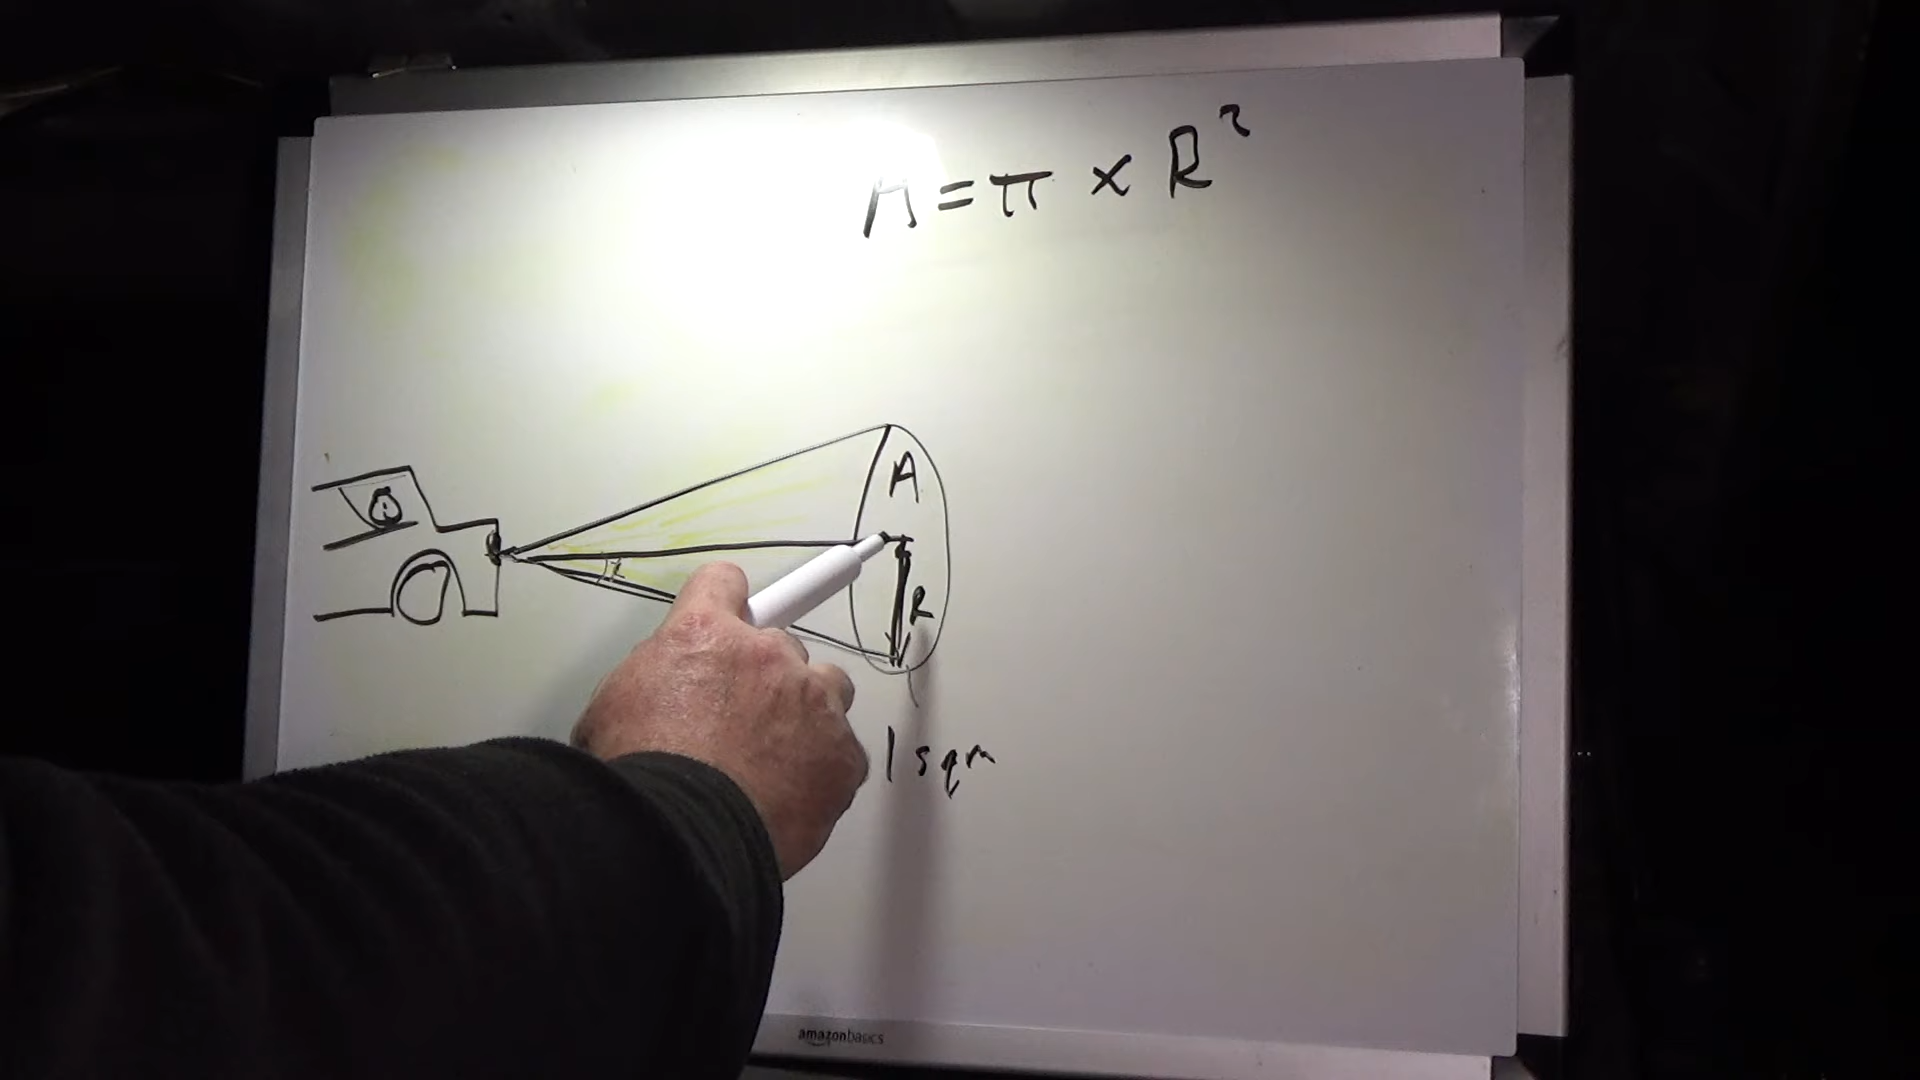 A = π × R²
A
R
1 sqm
amazonbasics